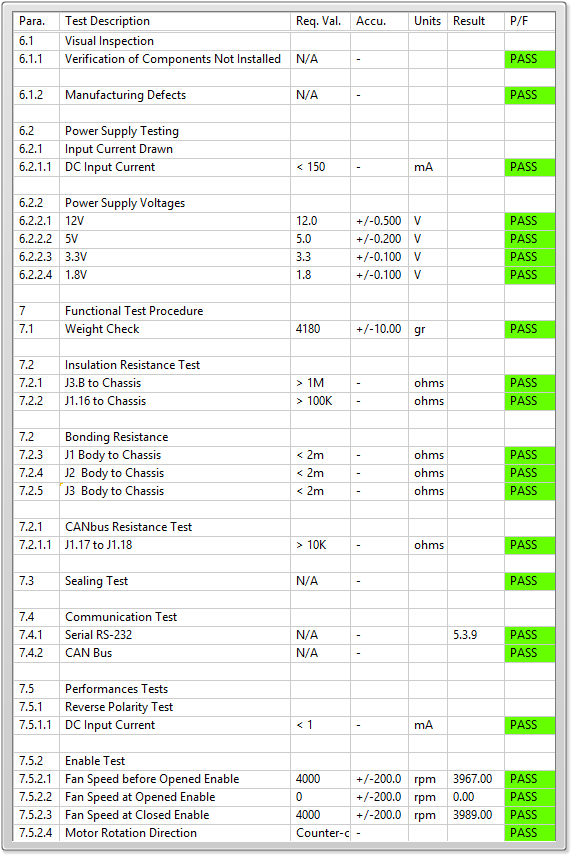 Para. Test Description Req. Val. Accu. Units Result P/F
6.1 Visual Inspection
6.1.1 Verification of Components Not Installed N/A - PASS
6.1.2 Manufacturing Defects N/A - PASS
6.2 Power Supply Testing
6.2.1 Input Current Drawn
6.2.1.1 DC Input Current < 150 - mA PASS
6.2.2 Power Supply Voltages
6.2.2.1 12V 12.0 +/-0.500 V PASS
6.2.2.2 5V 5.0 +/-0.200 V PASS
6.2.2.3 3.3V 3.3 +/-0.100 V PASS
6.2.2.4 1.8V 1.8 +/-0.100 V PASS
7 Functional Test Procedure
7.1 Weight Check 4180 +/-10.00 gr PASS
7.2 Insulation Resistance Test
7.2.1 J3.B to Chassis > 1M - ohms PASS
7.2.2 J1.16 to Chassis > 100K - ohms PASS
7.2 Bonding Resistance
7.2.3 J1 Body to Chassis < 2m - ohms PASS
7.2.4 J2 Body to Chassis < 2m - ohms PASS
7.2.5 J3 Body to Chassis < 2m - ohms PASS
7.2.1 CANbus Resistance Test
7.2.1.1 J1.17 to J1.18 > 10K - ohms PASS
7.3 Sealing Test N/A - PASS
7.4 Communication Test
7.4.1 Serial RS-232 N/A - 5.3.9 PASS
7.4.2 CAN Bus N/A - PASS
7.5 Performances Tests
7.5.1 Reverse Polarity Test
7.5.1.1 DC Input Current < 1 - mA PASS
7.5.2 Enable Test
7.5.2.1 Fan Speed before Opened Enable 4000 +/-200.0 rpm 3967.00 PASS
7.5.2.2 Fan Speed at Opened Enable 0 +/-200.0 rpm 0.00 PASS
7.5.2.3 Fan Speed at Closed Enable 4000 +/-200.0 rpm 3989.00 PASS
7.5.2.4 Motor Rotation Direction Counter-c - PASS